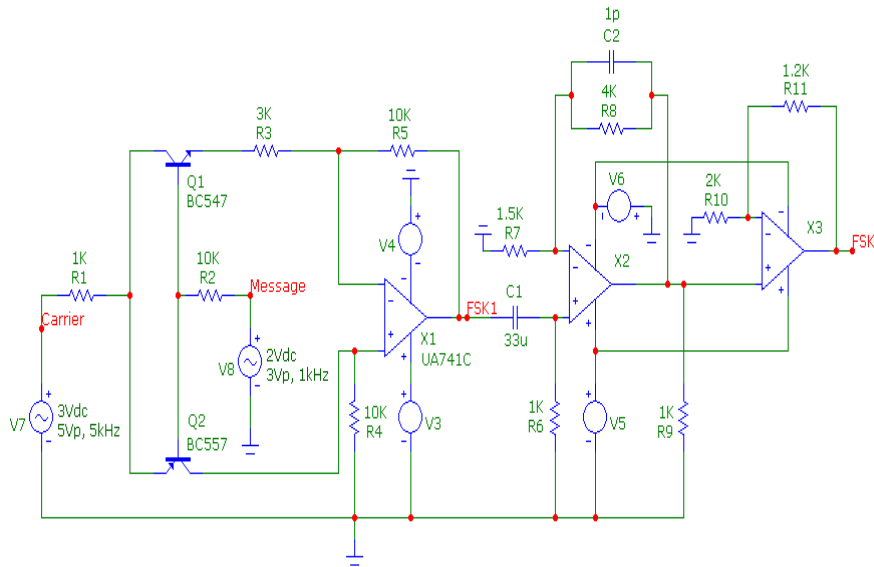 1p
C2
4K
R8
1.2K
R11
3K
R3
10K
R5
Q1
BC547
V4
1.5K
R7
V6
2K
R10
X3
FSK
1K
R1
Carrier
10K
R2
Message
X1
UA741C
FSK1
C1
33u
X2
V8
2Vdc
3Vp, 1kHz
V7
3Vdc
5Vp, 5kHz
Q2
BC557
10K
R4
V3
1K
R6
V5
1K
R9